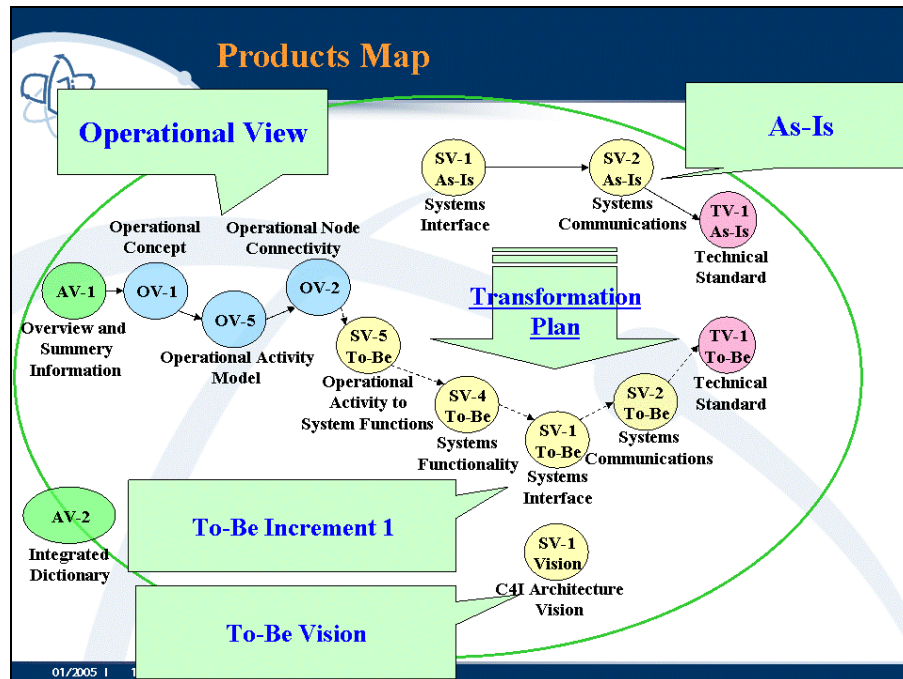 Products Map
Operational View
As-Is
SV-1
As-Is
Systems
Interface
SV-2
As-Is
Systems
Communications
TV-1
As-Is
Technical
Standard
Operational
Concept
Operational Node
Connectivity
AV-1
Overview and
Summery
Information
OV-1
OV-5
Operational Activity
Model
OV-2
Transformation
Plan
SV-5
To-Be
Operational
Activity to
System Functions
SV-4
To-Be
Systems
Functionality
SV-1
To-Be
Systems
Interface
SV-2
To-Be
Systems
Communications
TV-1
To-Be
Technical
Standard
AV-2
Integrated
Dictionary
To-Be Increment 1
SV-1
Vision
C4I Architecture
Vision
To-Be Vision
01/2005 I 1